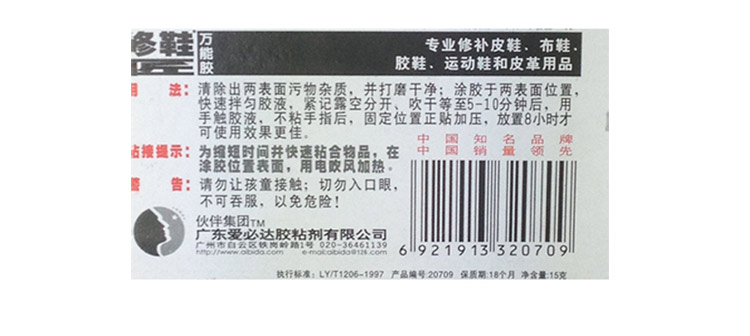 修鞋匠 万能胶
专业修补皮鞋、布鞋、
胶鞋、运动鞋和皮革用品
用 法：清除出两表面污物杂质，并打磨干净；涂胶于两表面位置，
快速拌匀胶液，紧记露空分开、吹干等至5-10分钟后，用
手触胶液，不粘手指后，固定位置正贴加压，放置8小时才
可使用效果更佳。
中国知名品牌
中国销量领先
粘接提示：为缩短时间并快速粘合物品，在
涂胶位置表面，用电吹风加热。
警 告：请勿让孩童接触；切勿入口眼，
不可吞服，以免危险！
伙伴集团TM
广东爱必达胶粘剂有限公司
广州市白云区铁岗岭路1号 020-36461139
http://www.aibida.com e-mail:aibida@126.com
6 921913 320709
执行标准：LY/T1206-1997 产品编号：20709 保质期：18个月 净含量：15克